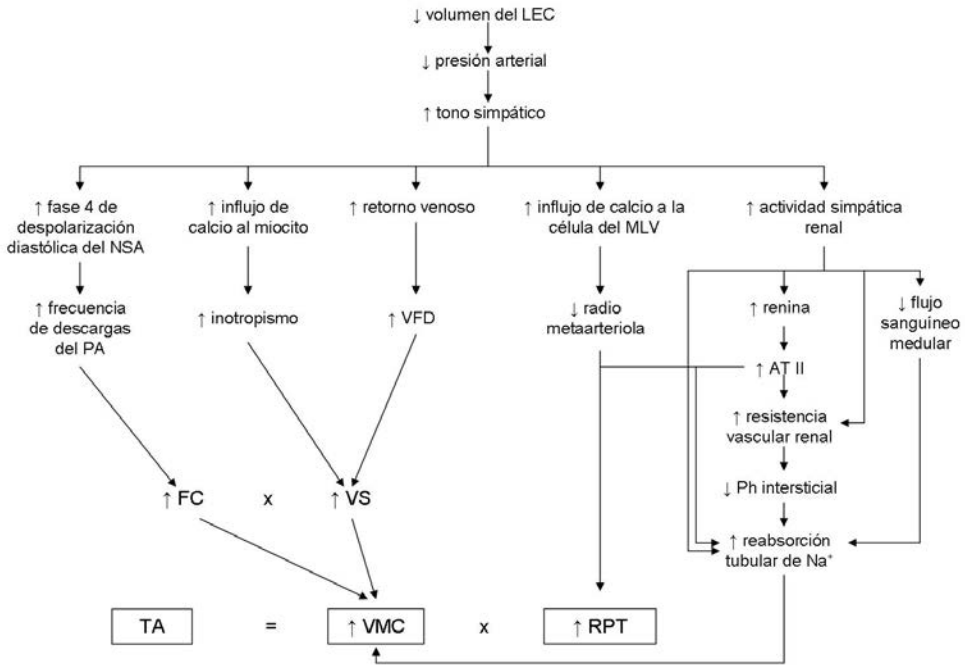 ↓ volumen del LEC
↓ presión arterial
↑ tono simpático
↑ fase 4 de
despolarización
diastólica del NSA
↑ influjo de
calcio al miocito
↑ retorno venoso
↑ influjo de calcio a la
célula del MLV
↑ actividad simpática
renal
↑ frecuencia
de descargas
del PA
↑ inotropismo
↑ VFD
↓ radio
metaarteriola
↑ renina
↓ flujo
sanguíneo
medular
↑ AT II
↑ resistencia
vascular renal
↓ Ph intersticial
↑ FC x ↑ VS
↑ reabsorción
tubular de Na⁺
TA = ↑ VMC x ↑ RPT